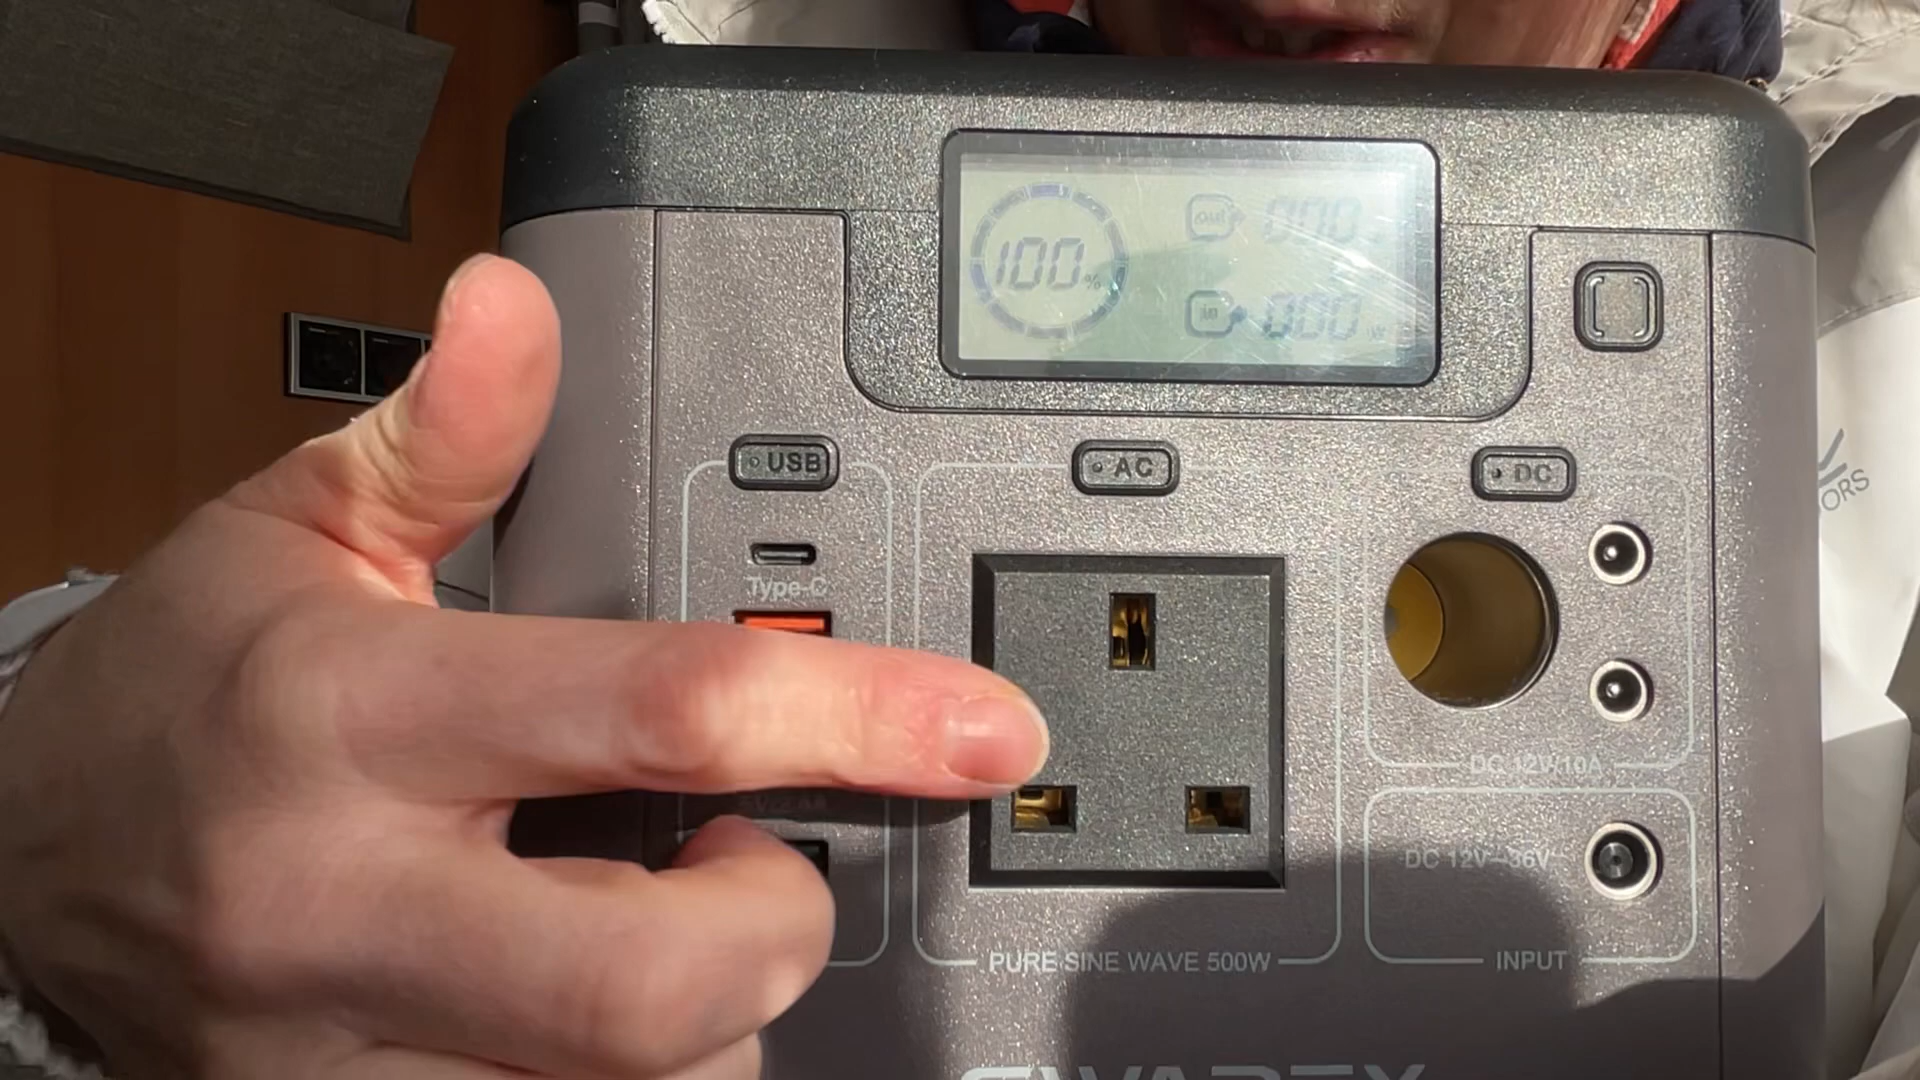 100%
out 000
in 000 W
USB
AC
DC
Type-C
DC 12V/10A
DC 12V-36V
INPUT
PURE SINE WAVE 500W
ORS